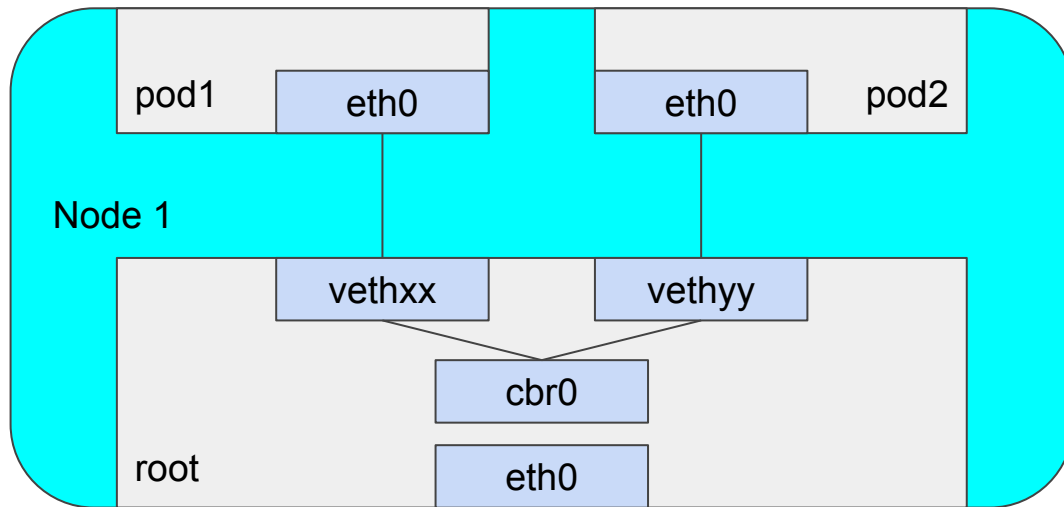 pod1
eth0
eth0
pod2
Node 1
vethxx
vethyy
cbr0
root
eth0